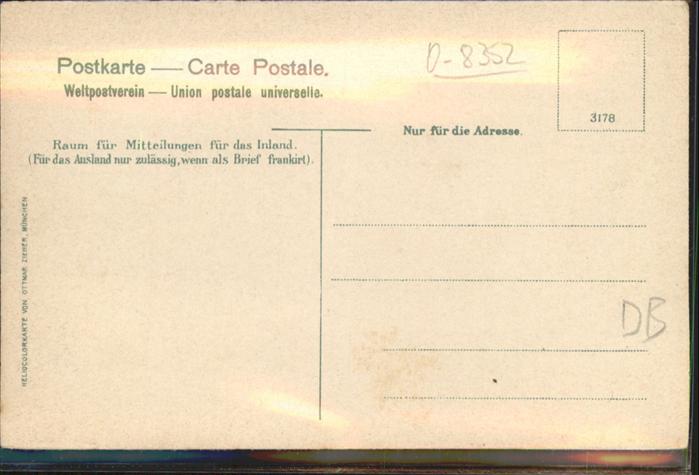 Postkarte — Carte Postale.
Weltpostverein — Union postale universelle.
D-8352
3178
Nur für die Adresse.
Raum für Mitteilungen für das Inland.
(Für das Ausland nur zulässig, wenn als Brief frankirt).
HELIOCOLORKARTE VON OTTMAR ZIEHER, MÜNCHEN
DB